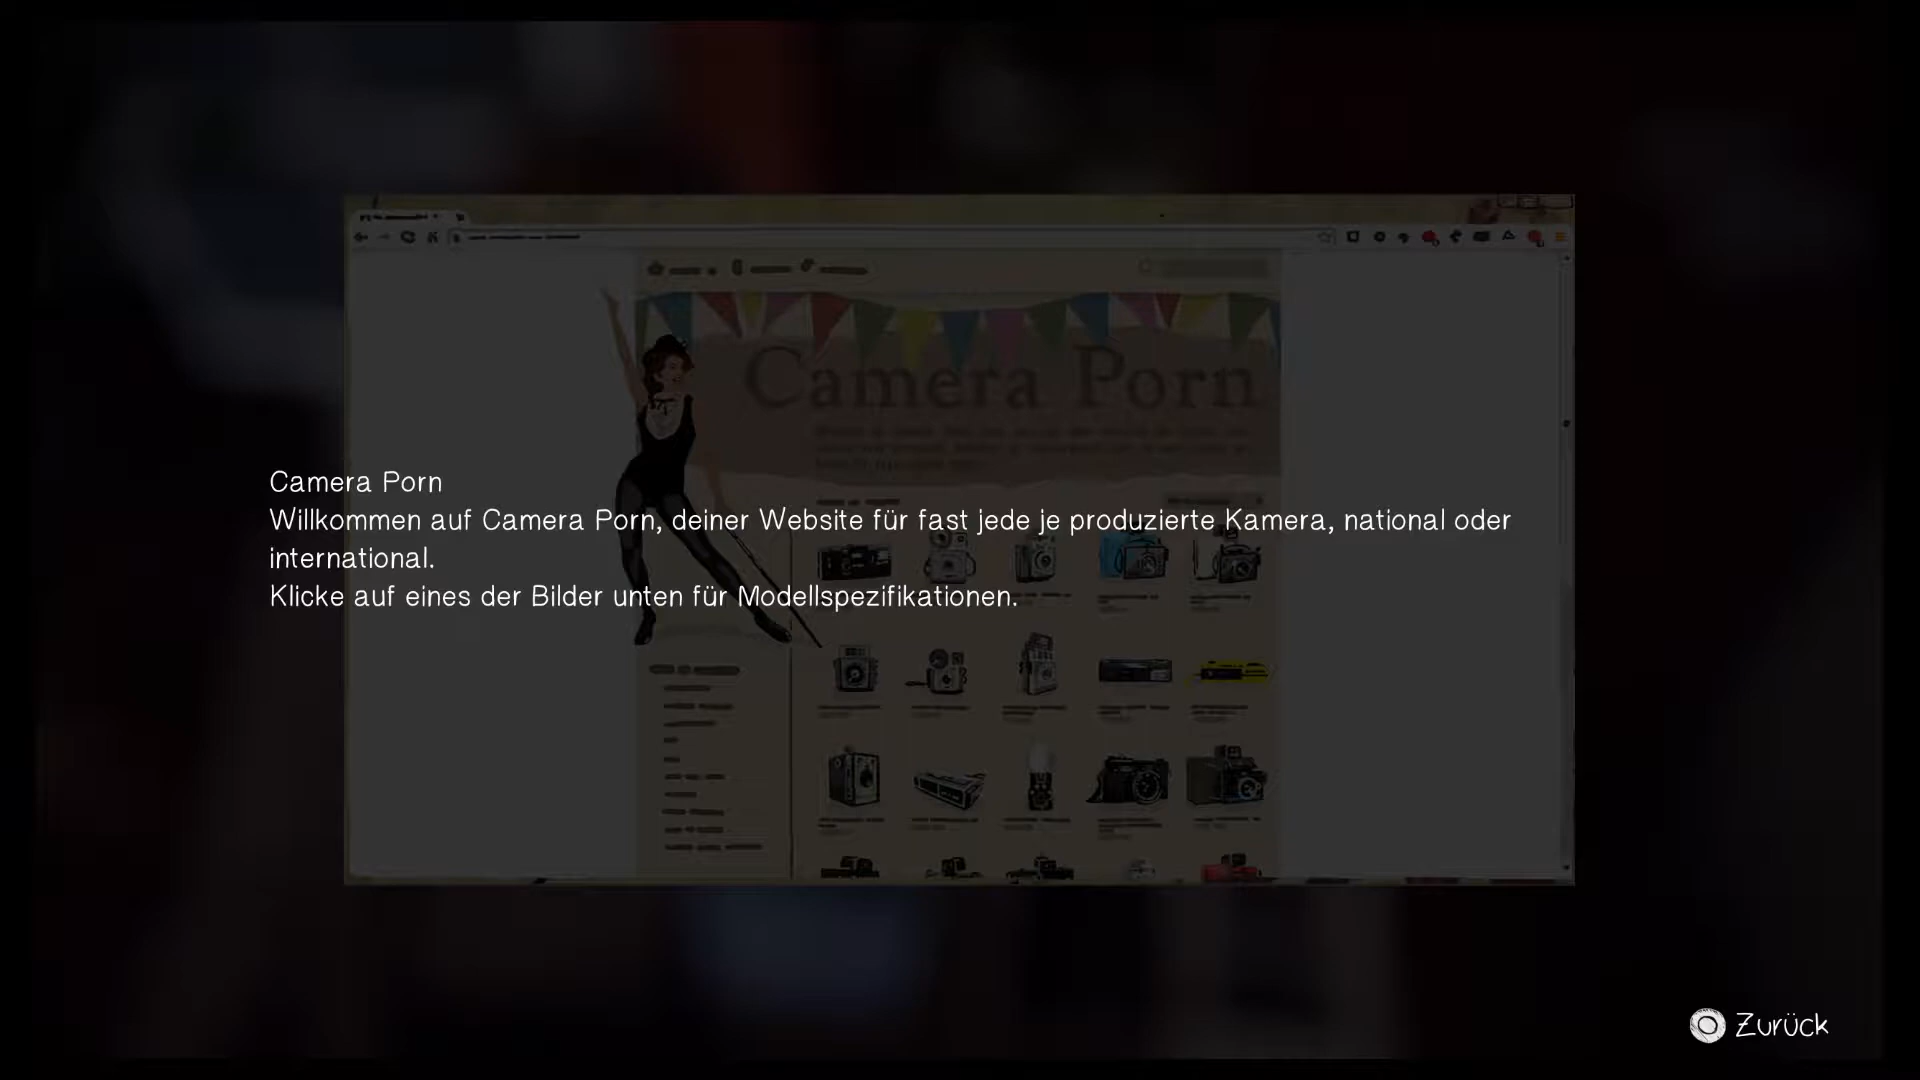 Camera Porn
Camera Porn
Willkommen auf Camera Porn, deiner Website für fast jede je produzierte Kamera, national oder
international.
Klicke auf eines der Bilder unten für Modellspezifikationen.
Zurück